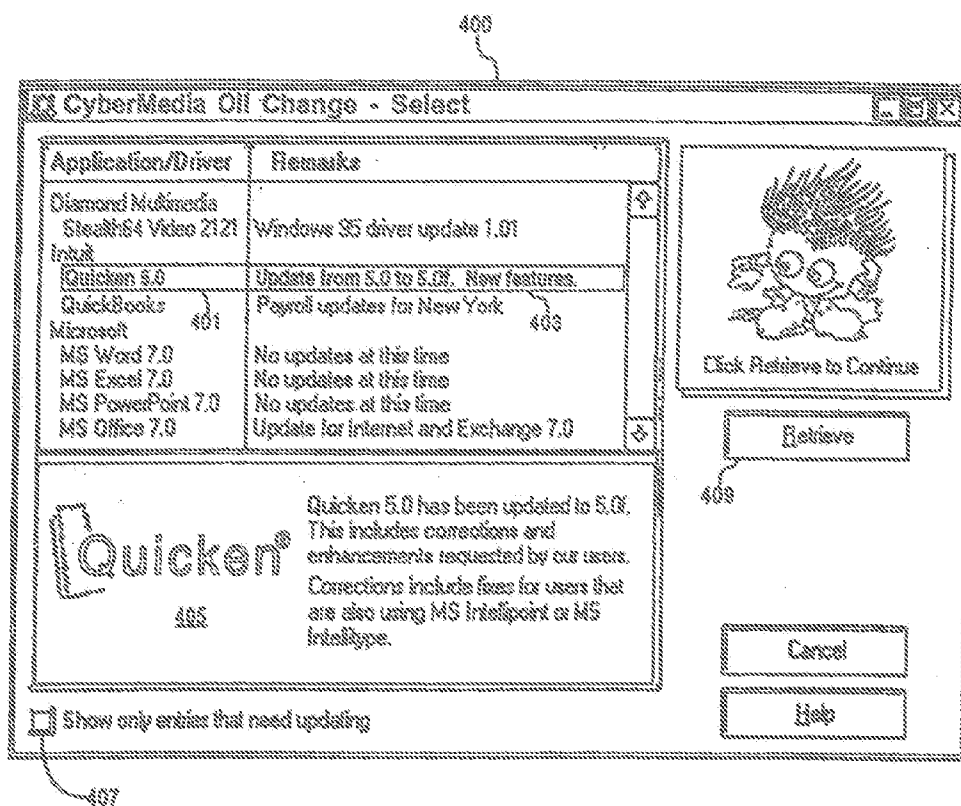 400
CyberMedia Oil Change - Select
Application/Driver Remarks
Diamond Multimedia
Stealth64 Video 2121 Windows 95 driver update 1.01
Intuit
Quicken 5.0 Update from 5.0 to 5.0f. New features.
QuickBooks Payroll updates for New York
401 403
Microsoft
MS Word 7.0 No updates at this time
MS Excel 7.0 No updates at this time
MS PowerPoint 7.0 No updates at this time
MS Office 7.0 Update for Internet and Exchange 7.0
Click Retrieve to Continue
Retrieve
409
Quicken®
405
Quicken 5.0 has been updated to 5.0f.
This includes corrections and
enhancements requested by our users.
Corrections include fixes for users that
are also using MS Intellipoint or MS
Intellitype.
Cancel
Help
Show only entries that need updating
407